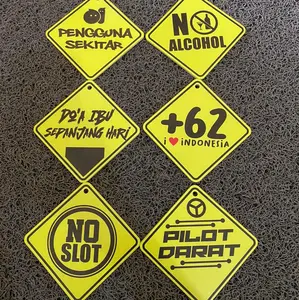 PENGGUNA
SEKITAR
NO
ALCOHOL
DO'A IBU
SEPANJANG HARI
+62
i ❤ INDONESIA
NO
SLOT
PILOT
DARAT